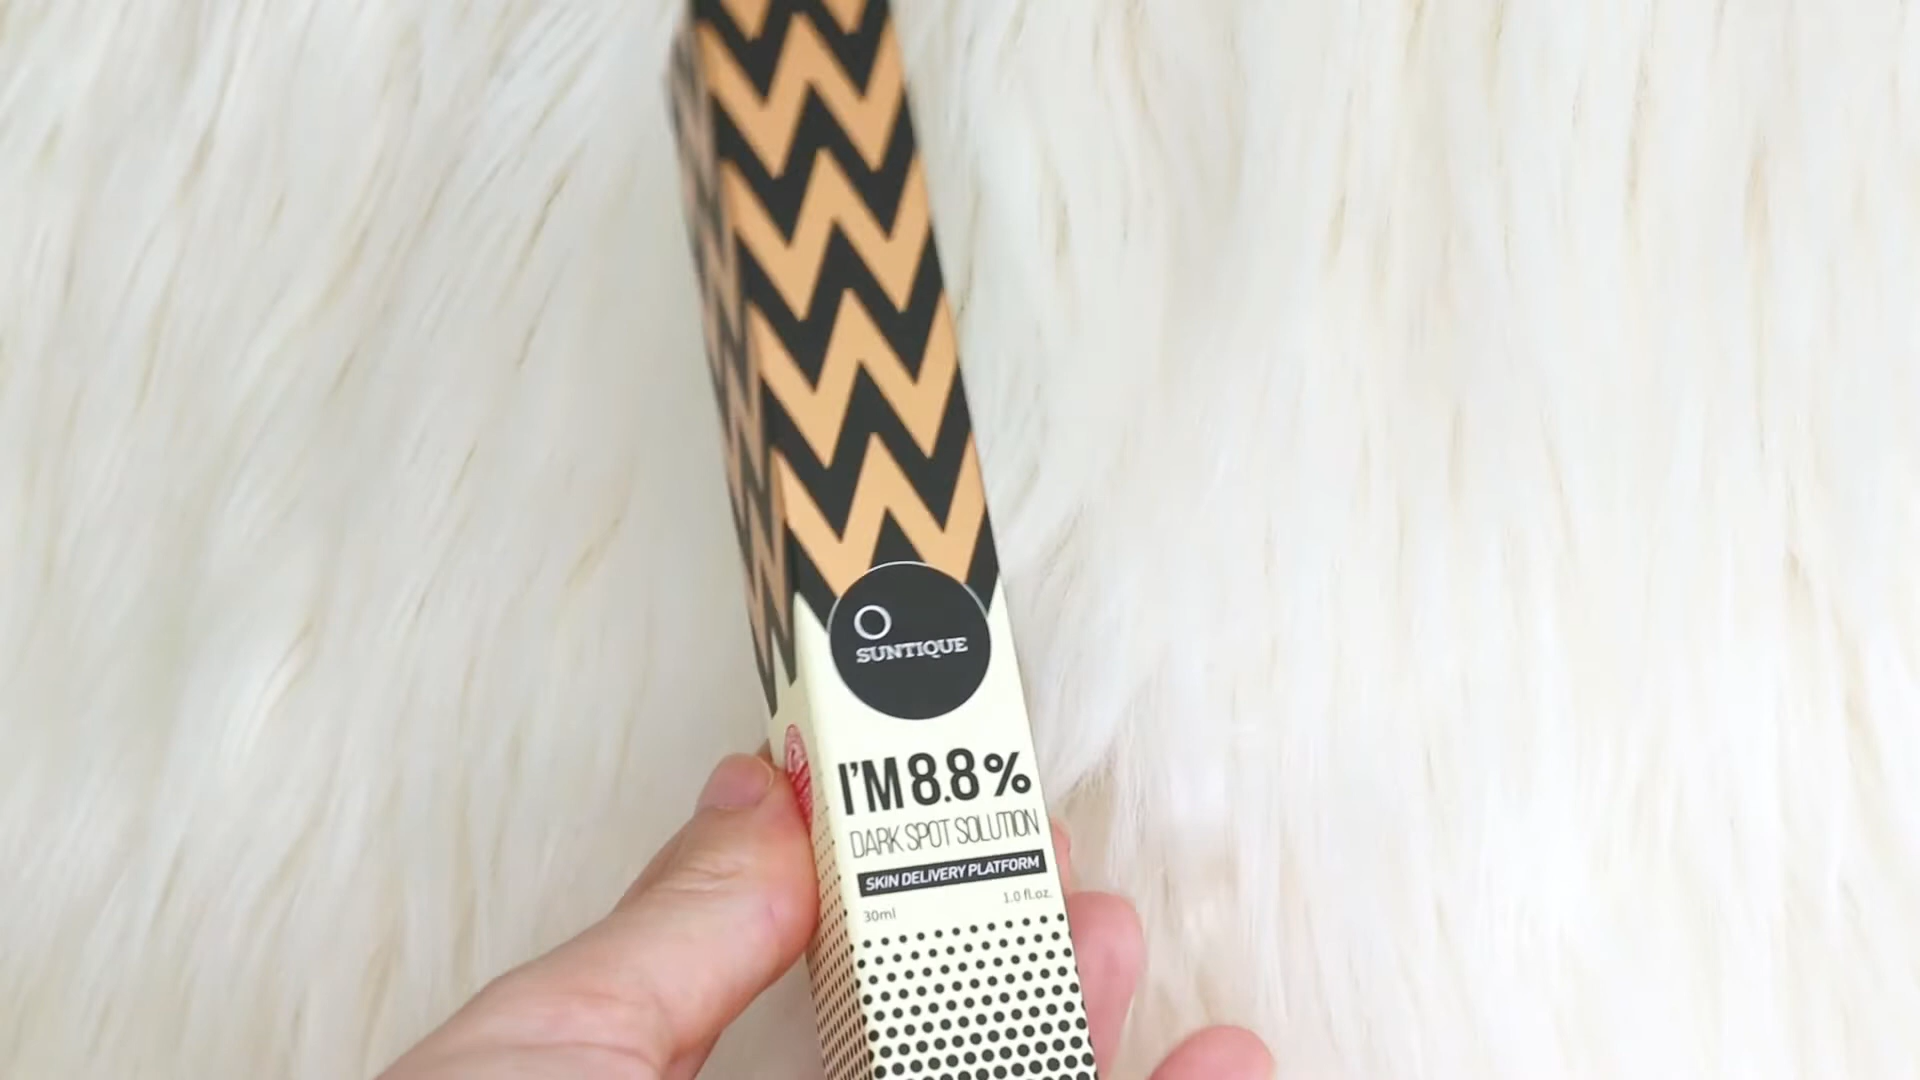 SUNTIQUE
I'M 8.8%
DARK SPOT SOLUTION
SKIN DELIVERY PLATFORM
30ml 1.0 fl.oz.